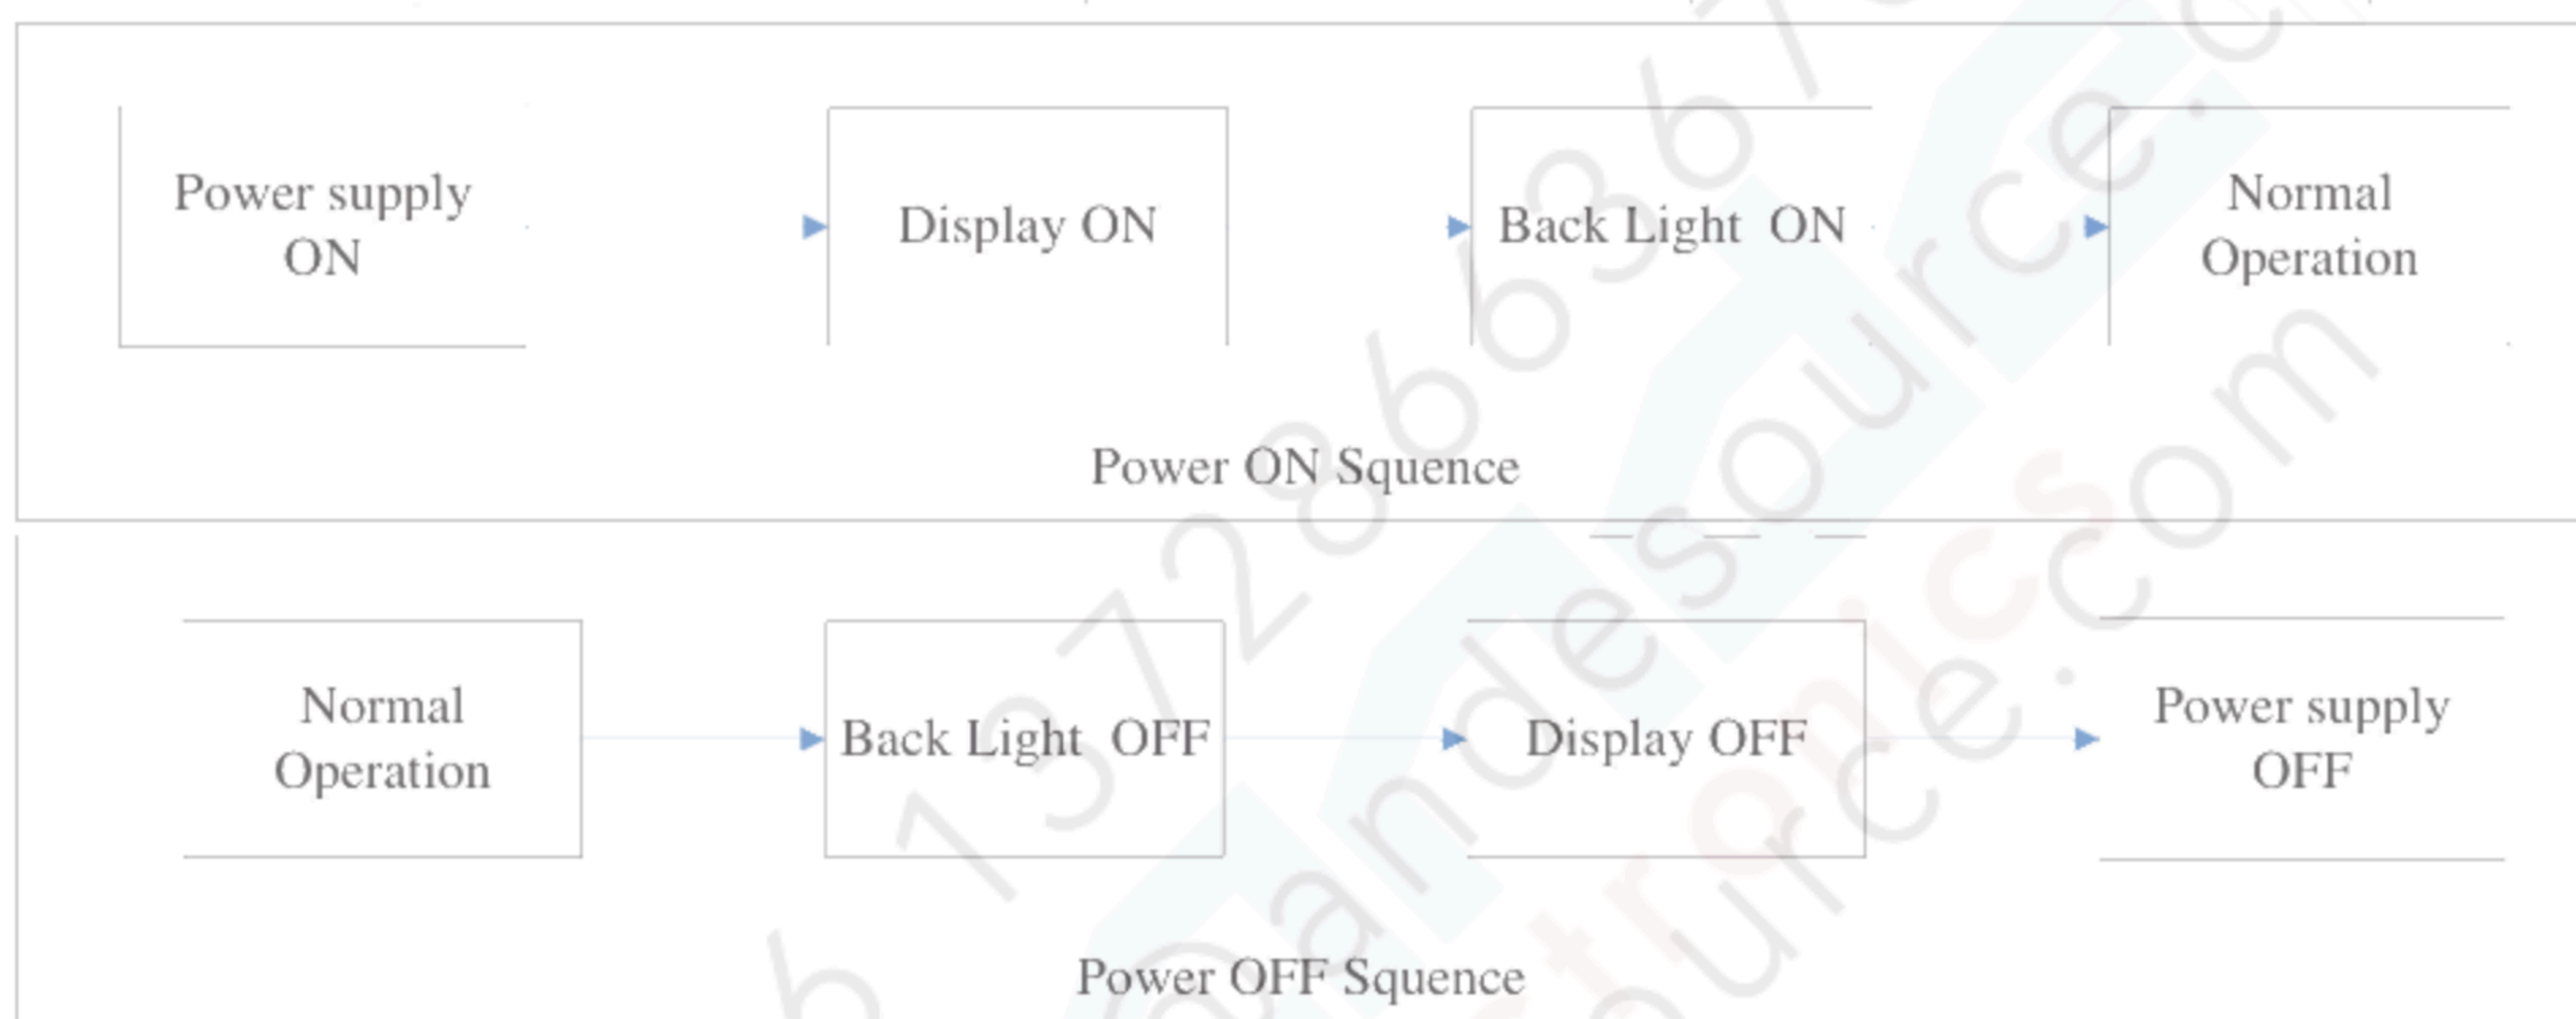 Power supply
ON
Display ON
Back Light  ON
Normal
Operation
Power ON Squence
Normal
Operation
Back Light  OFF
Display OFF
Power supply
OFF
Power OFF Squence